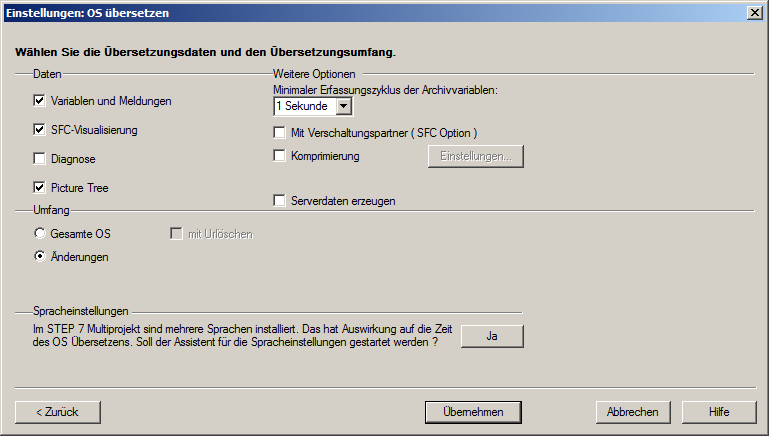 Einstellungen: OS übersetzen
Wählen Sie die Übersetzungsdaten und den Übersetzungsumfang.
Daten
Variablen und Meldungen
SFC-Visualisierung
Diagnose
Picture Tree
Weitere Optionen
Minimaler Erfassungszyklus der Archivvariablen:
1 Sekunde
Mit Verschaltungspartner ( SFC Option )
Komprimierung
Einstellungen...
Serverdaten erzeugen
Umfang
Gesamte OS
mit Urlöschen
Änderungen
Spracheinstellungen
Im STEP 7 Multiprojekt sind mehrere Sprachen installiert. Das hat Auswirkung auf die Zeit
des OS Übersetzens. Soll der Assistent für die Spracheinstellungen gestartet werden ?
Ja
< Zurück
Übernehmen
Abbrechen
Hilfe